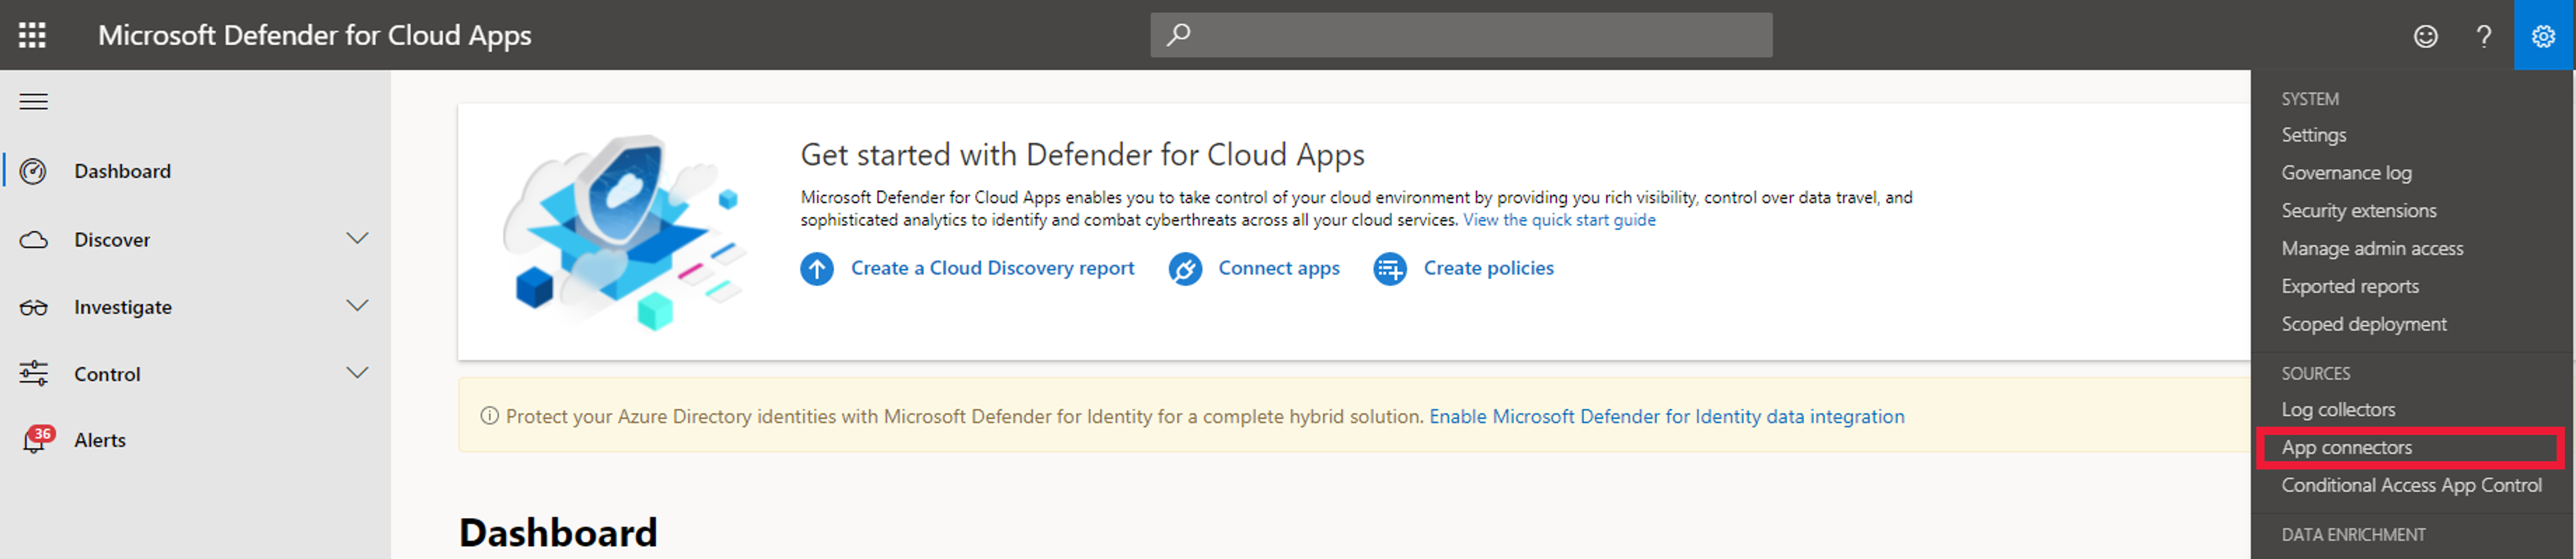 Microsoft Defender for Cloud Apps
?
Dashboard
Discover
Investigate
Control
36
Alerts
Get started with Defender for Cloud Apps
Microsoft Defender for Cloud Apps enables you to take control of your cloud environment by providing you rich visibility, control over data travel, and
sophisticated analytics to identify and combat cyberthreats across all your cloud services. View the quick start guide
Create a Cloud Discovery report Connect apps Create policies
Protect your Azure Directory identities with Microsoft Defender for Identity for a complete hybrid solution. Enable Microsoft Defender for Identity data integration
Dashboard
SYSTEM
Settings
Governance log
Security extensions
Manage admin access
Exported reports
Scoped deployment
SOURCES
Log collectors
App connectors
Conditional Access App Control
DATA ENRICHMENT